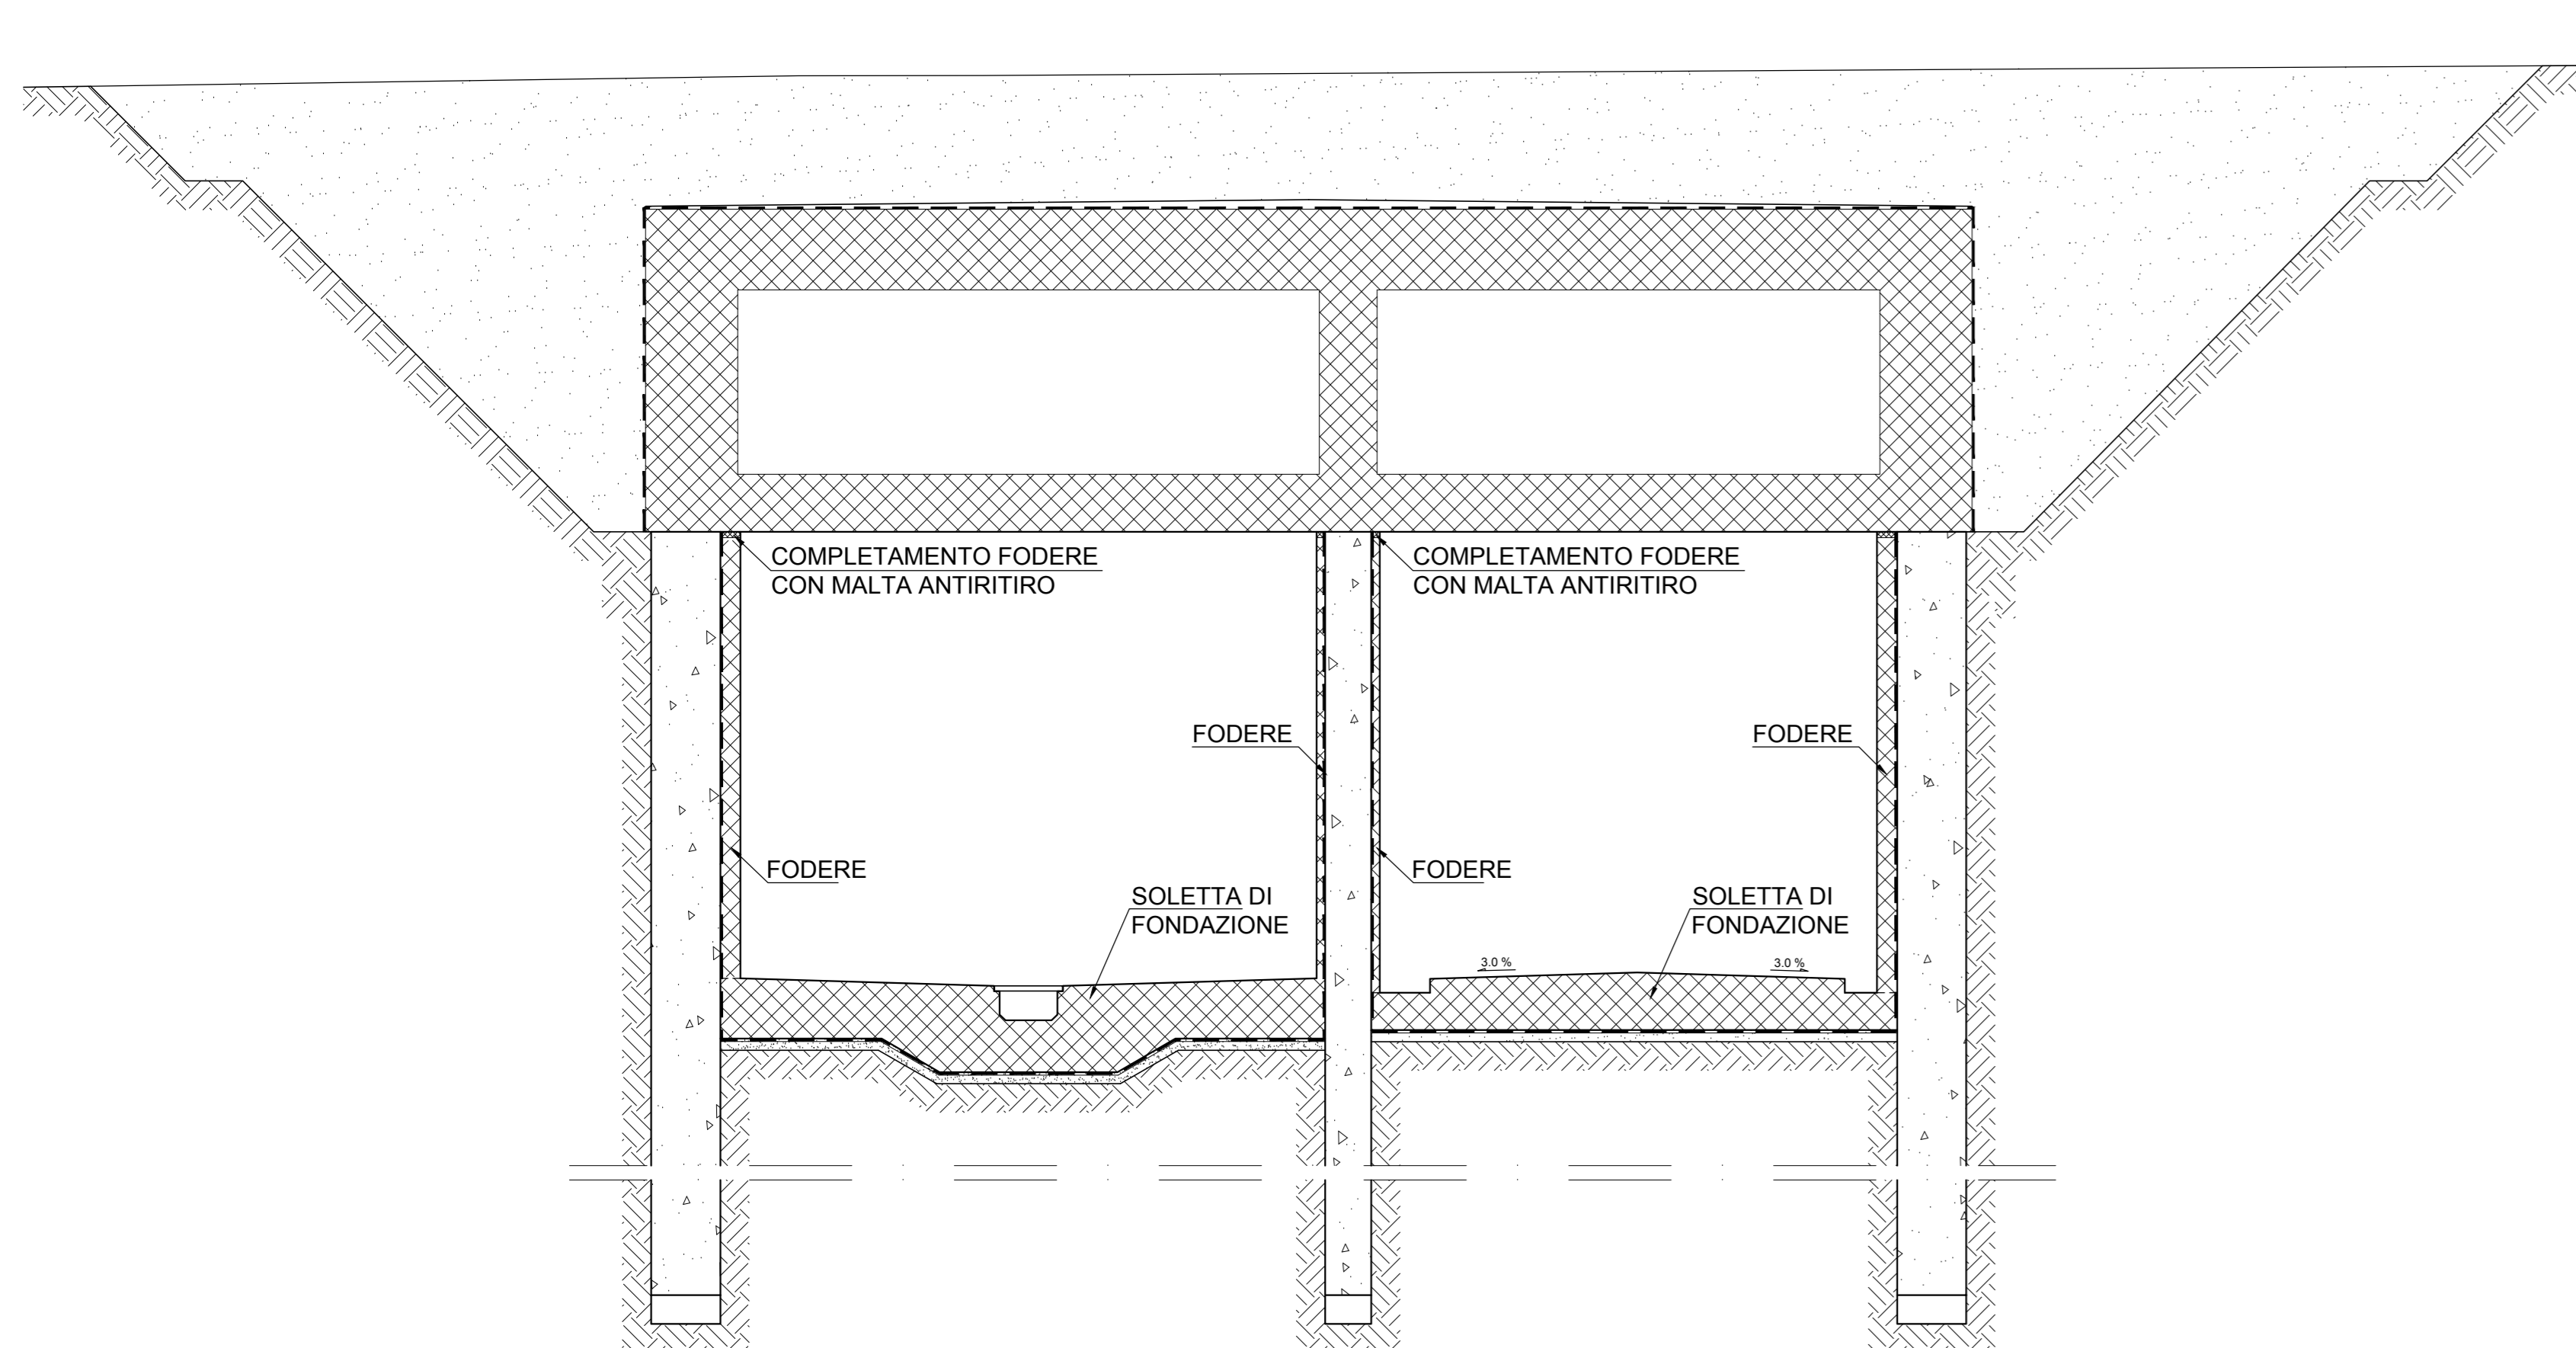 COMPLETAMENTO FODERE
CON MALTA ANTIRITIRO
COMPLETAMENTO FODERE
CON MALTA ANTIRITIRO
FODERE
FODERE
FODERE
FODERE
SOLETTA DI
FONDAZIONE
SOLETTA DI
FONDAZIONE
3.0 %
3.0 %